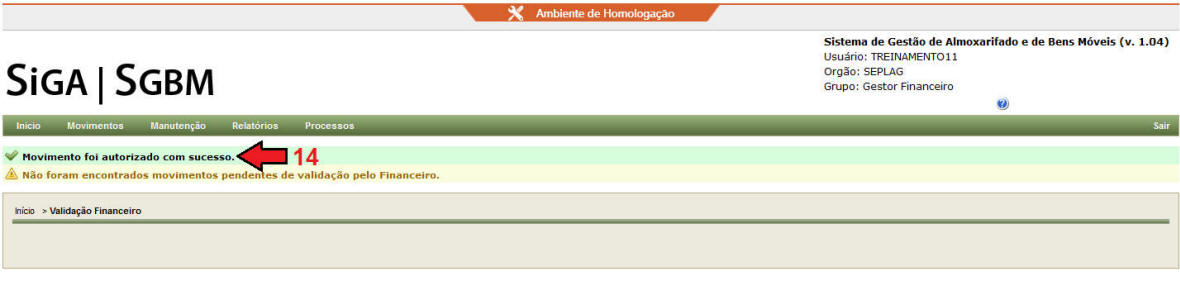 Ambiente de Homologação
Sistema de Gestão de Almoxarifado e de Bens Móveis (v. 1.04)
Usuário: TREINAMENTO11
Orgão: SEPLAG
Grupo: Gestor Financeiro
SiGA | SGBM
Início Movimentos Manutenção Relatórios Processos Sair
Movimento foi autorizado com sucesso. 14
Não foram encontrados movimentos pendentes de validação pelo Financeiro.
Início > Validação Financeiro